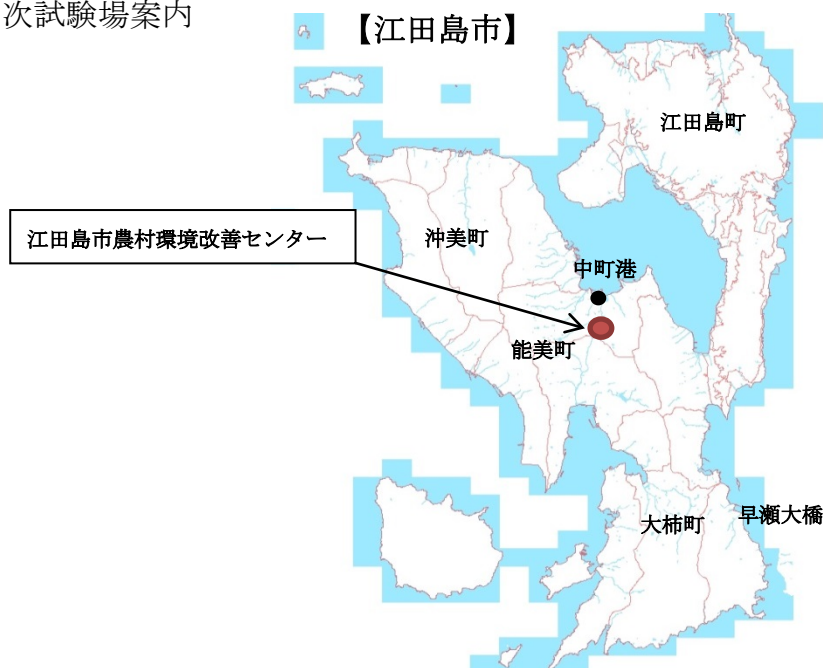 次試験場案内
【江田島市】
江田島町
江田島市農村環境改善センター
沖美町
中町港
能美町
大柿町
早瀬大橋